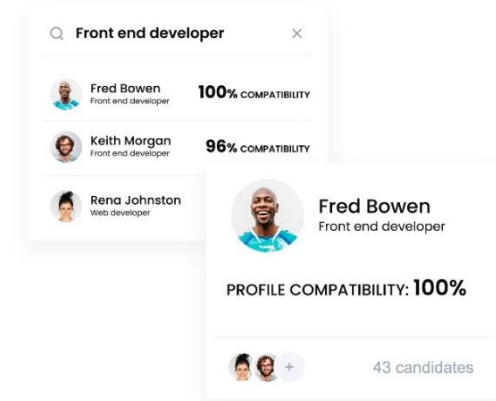 Front end developer
Fred Bowen
Front end developer
100% COMPATIBILITY
Keith Morgan
Front end developer
96% COMPATIBILITY
Rena Johnston
Web developer
Fred Bowen
Front end developer
PROFILE COMPATIBILITY: 100%
+
43 candidates